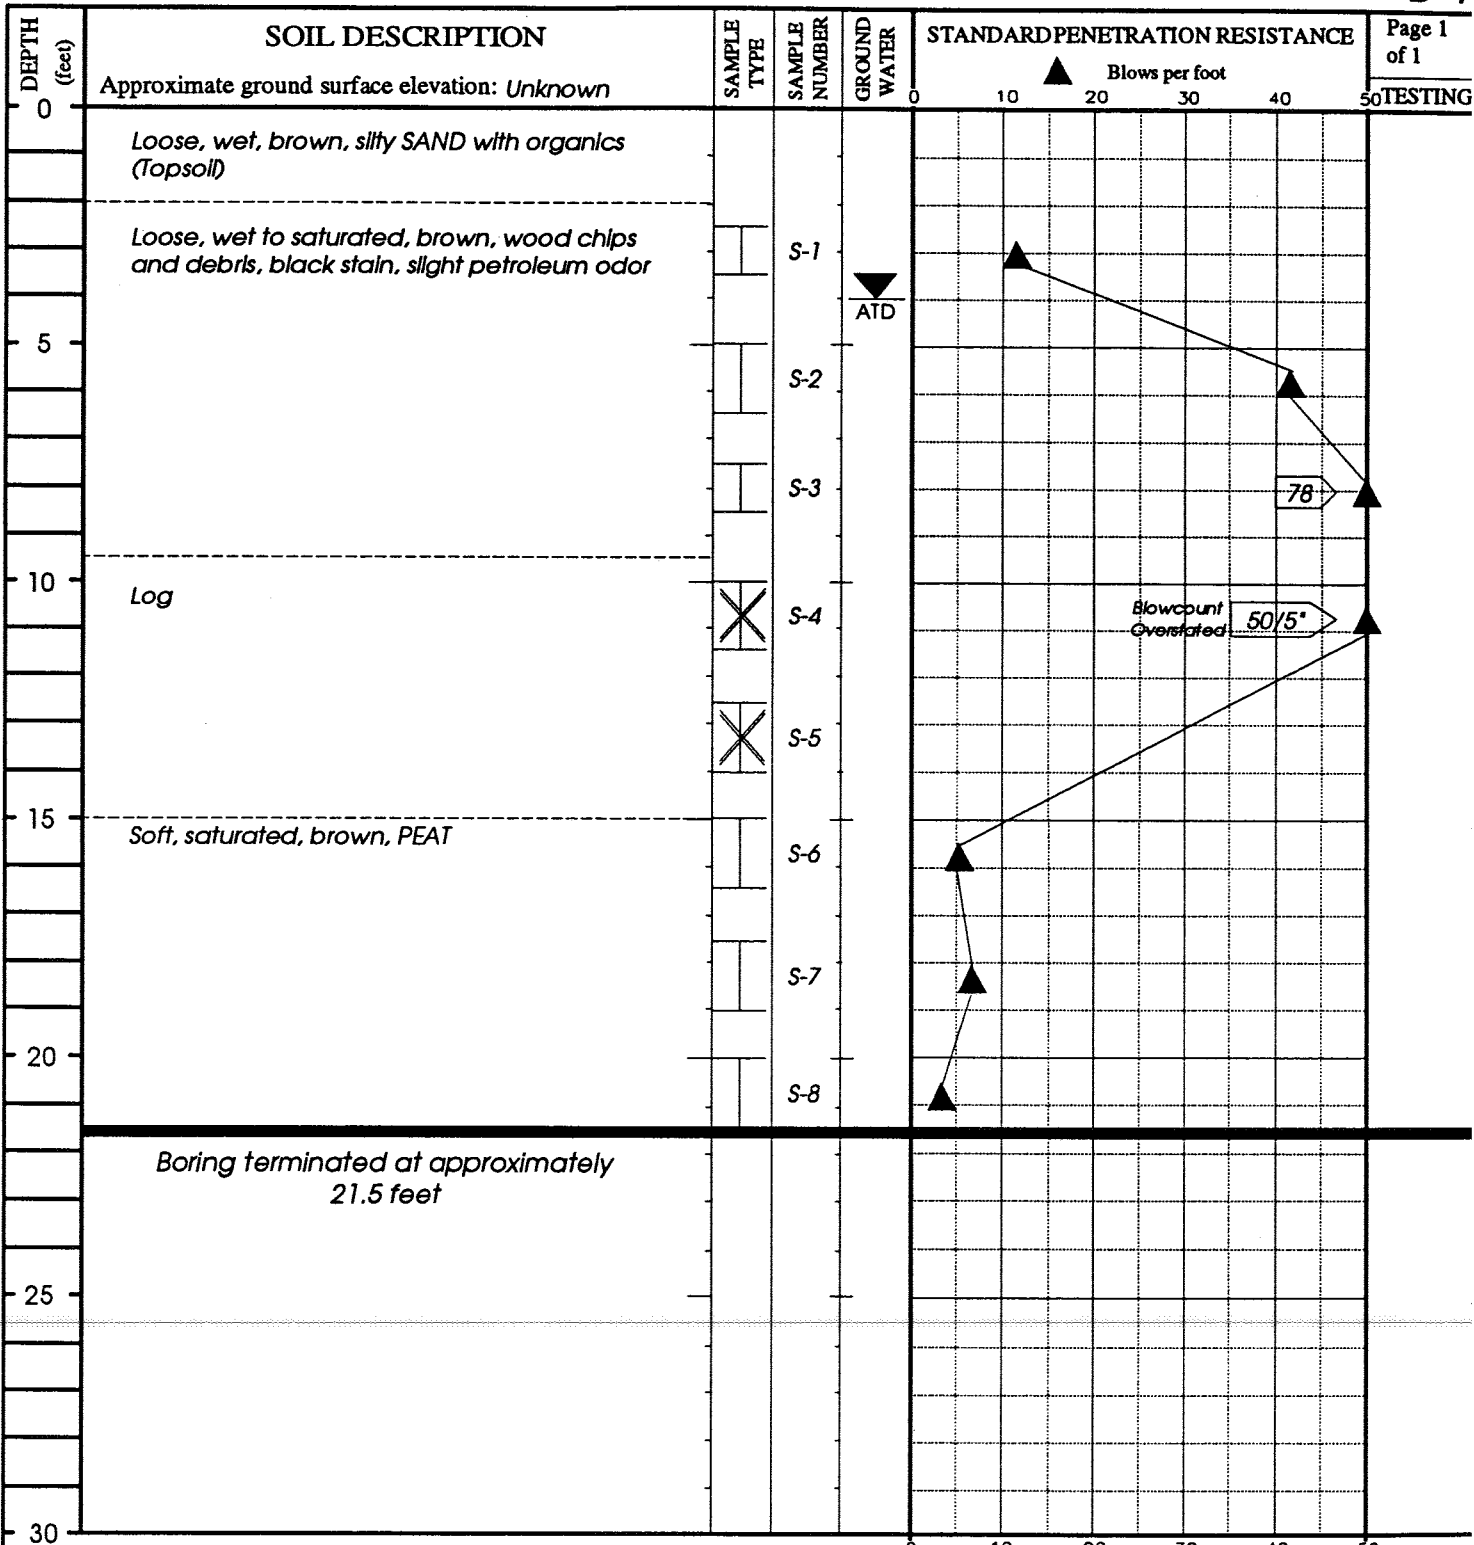 DEPTH
(feet)
SOIL DESCRIPTION
Approximate ground surface elevation: Unknown
SAMPLE
TYPE
SAMPLE
NUMBER
GROUND
WATER
STANDARD PENETRATION RESISTANCE
Blows per foot
Page 1
of 1
TESTING
0 10 20 30 40 50
0
Loose, wet, brown, silty SAND with organics
(Topsoil)
Loose, wet to saturated, brown, wood chips
and debris, black stain, slight petroleum odor
S-1
ATD
5
S-2
S-3
78
10
Log
S-4
Blowcount
Overstated
50/5"
S-5
15
Soft, saturated, brown, PEAT
S-6
S-7
20
S-8
Boring terminated at approximately
21.5 feet
25
30